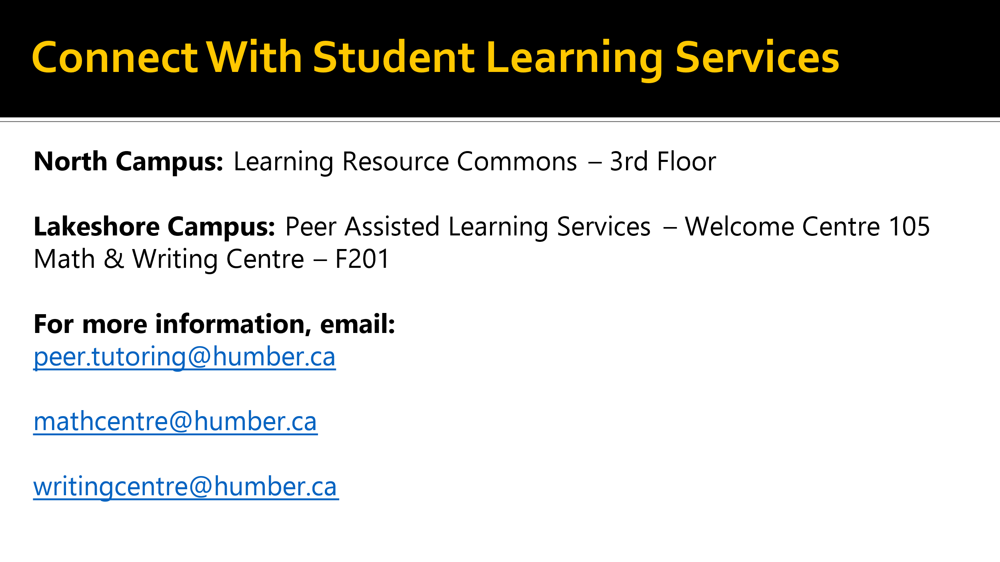 Connect With Student Learning Services
North Campus: Learning Resource Commons – 3rd Floor
Lakeshore Campus: Peer Assisted Learning Services – Welcome Centre 105
Math & Writing Centre – F201
For more information, email:
peer.tutoring@humber.ca
mathcentre@humber.ca
writingcentre@humber.ca